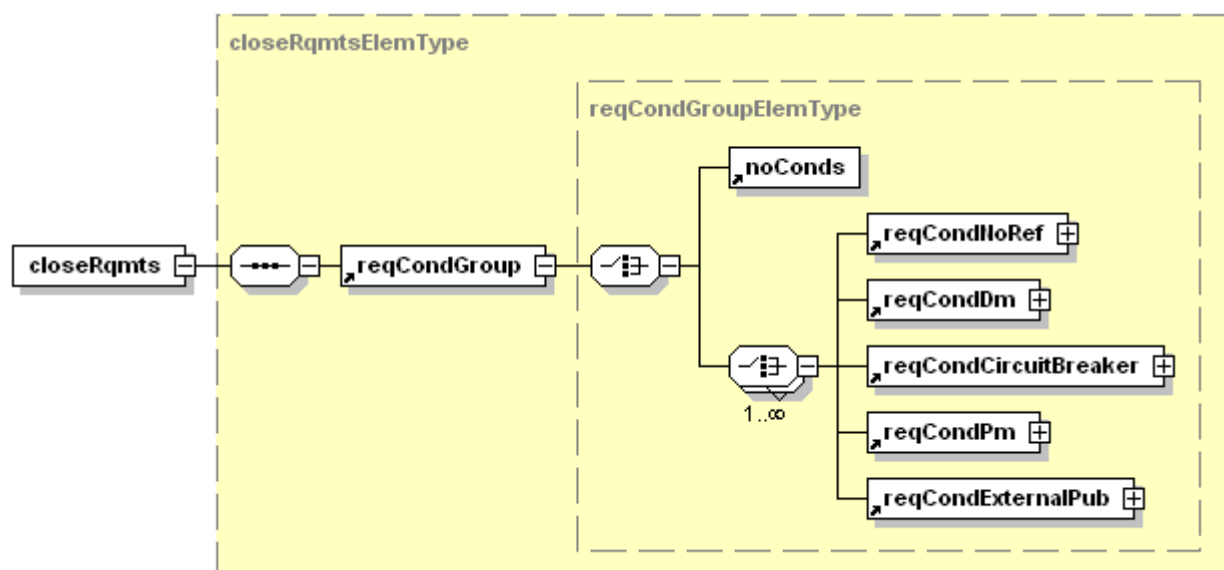 closeRqmtsElemType
reqCondGroupElemType
noConds
reqCondNoRef
closeRqmts
reqCondGroup
reqCondDm
reqCondCircuitBreaker
1..∞
reqCondPm
reqCondExternalPub